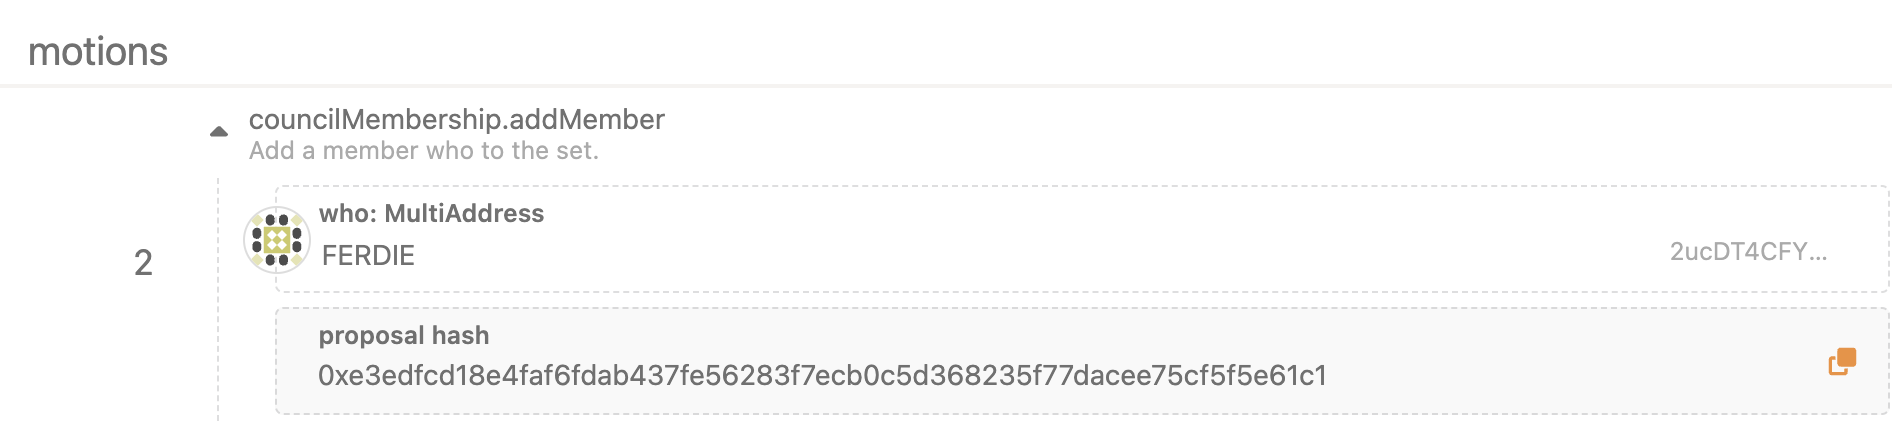 motions
councilMembership.addMember
Add a member who to the set.
2
who: MultiAddress
FERDIE
2ucDT4CFY...
proposal hash
0xe3edfcd18e4faf6fdab437fe56283f7ecb0c5d368235f77dacee75cf5f5e61c1